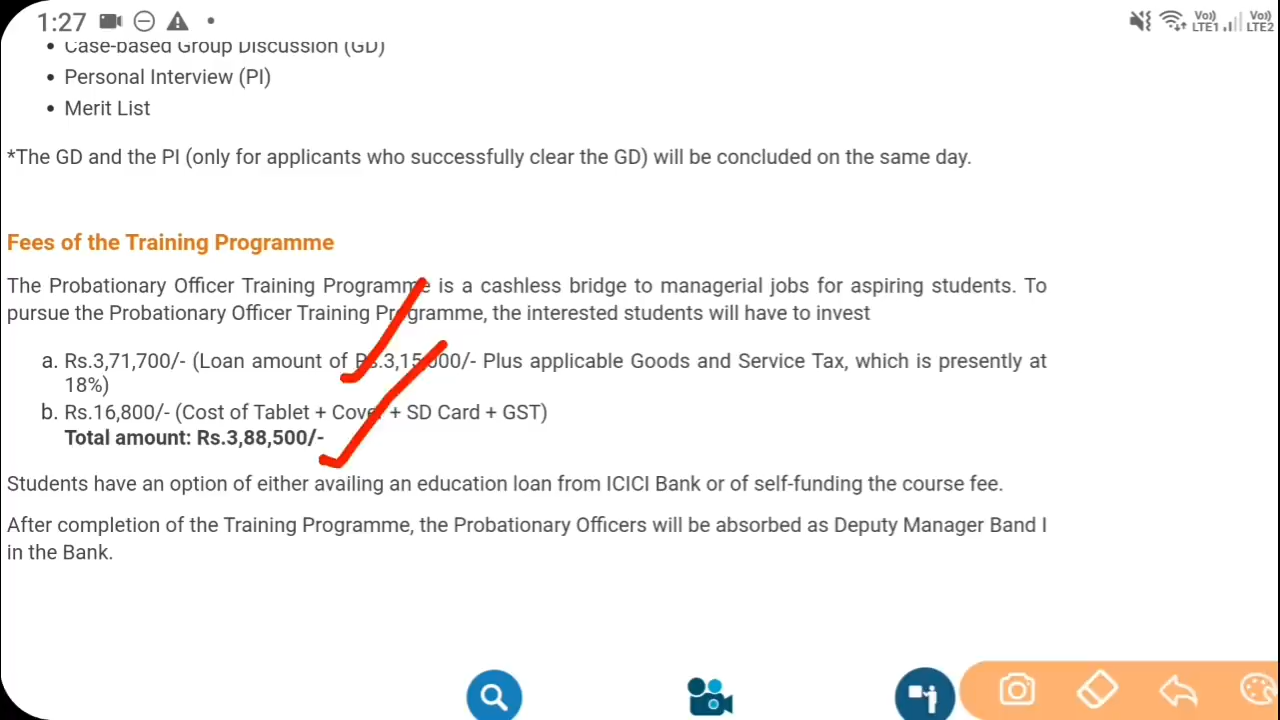 1:27
Vo)) LTE1 Vo)) LTE2
• Case-based Group Discussion (GD)
• Personal Interview (PI)
• Merit List
*The GD and the PI (only for applicants who successfully clear the GD) will be concluded on the same day.
Fees of the Training Programme
The Probationary Officer Training Programme is a cashless bridge to managerial jobs for aspiring students. To
pursue the Probationary Officer Training Programme, the interested students will have to invest
a. Rs.3,71,700/- (Loan amount of Rs.3,15,000/- Plus applicable Goods and Service Tax, which is presently at
18%)
b. Rs.16,800/- (Cost of Tablet + Cover + SD Card + GST)
Total amount: Rs.3,88,500/-
Students have an option of either availing an education loan from ICICI Bank or of self-funding the course fee.
After completion of the Training Programme, the Probationary Officers will be absorbed as Deputy Manager Band I
in the Bank.